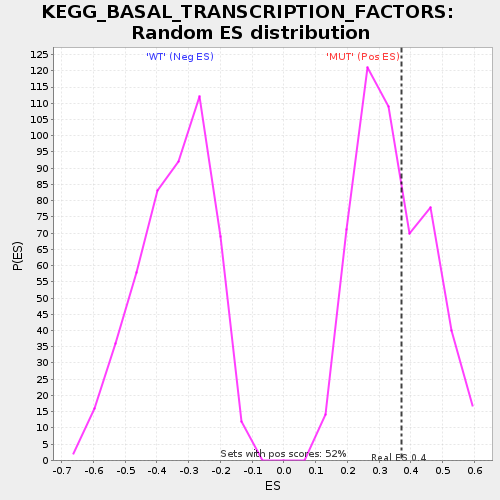 KEGG_BASAL_TRANSCRIPTION_FACTORS:
Random ES distribution
'WT' (Neg ES)
'MUT' (Pos ES)
125
120
115
110
105
100
95
90
85
80
75
70
65
60
55
50
45
40
35
30
25
20
15
10
5
0
P(ES)
Sets with pos scores: 52%
Real ES 0.4
-0.7 -0.6 -0.5 -0.4 -0.3 -0.2 -0.1 0.0 0.1 0.2 0.3 0.4 0.5 0.6
ES